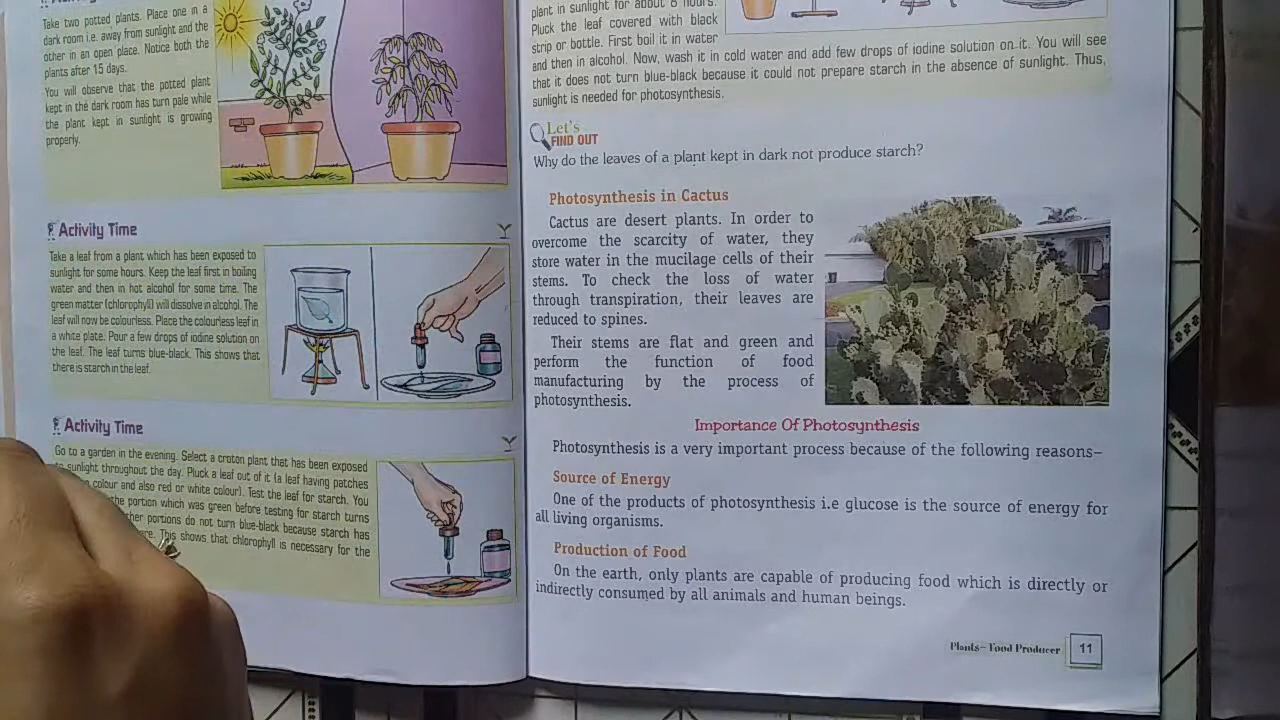 Take two potted plants. Place one in a
dark room i.e. away from sunlight and the
other in an open place. Notice both the
plants after 15 days.
You will observe that the potted plant
kept in the dark room has turn pale while
the plant kept in sunlight is growing
properly.
Activity Time
Take a leaf from a plant which has been exposed to
sunlight for some hours. Keep the leaf first in boiling
water and then in hot alcohol for some time. The
green matter (chlorophyll) will dissolve in alcohol. The
leaf will now be colourless. Place the colourless leaf in
a white plate. Pour a few drops of iodine solution on
the leaf. The leaf turns blue-black. This shows that
there is starch in the leaf.
Activity Time
Go to a garden in the evening. Select a croton plant that has been exposed
sunlight throughout the day. Pluck a leaf out of it (a leaf having patches
colour and also red or white colour). Test the leaf for starch. You
the portion which was green before testing for starch turns
portions do not turn blue-black because starch has
This shows that chlorophyll is necessary for the
plant in sunlight for about 8 hours.
Pluck the leaf covered with black
strip or bottle. First boil it in water
and then in alcohol. Now, wash it in cold water and add few drops of iodine solution on it. You will see
that it does not turn blue-black because it could not prepare starch in the absence of sunlight. Thus,
sunlight is needed for photosynthesis.
Let's
FIND OUT
Why do the leaves of a plant kept in dark not produce starch?
Photosynthesis in Cactus
Cactus are desert plants. In order to
overcome the scarcity of water, they
store water in the mucilage cells of their
stems. To check the loss of water
through transpiration, their leaves are
reduced to spines.
Their stems are flat and green and
perform the function of food
manufacturing by the process of
photosynthesis.
Importance Of Photosynthesis
Photosynthesis is a very important process because of the following reasons–
Source of Energy
One of the products of photosynthesis i.e glucose is the source of energy for
all living organisms.
Production of Food
On the earth, only plants are capable of producing food which is directly or
indirectly consumed by all animals and human beings.
Plants– Food Producer 11